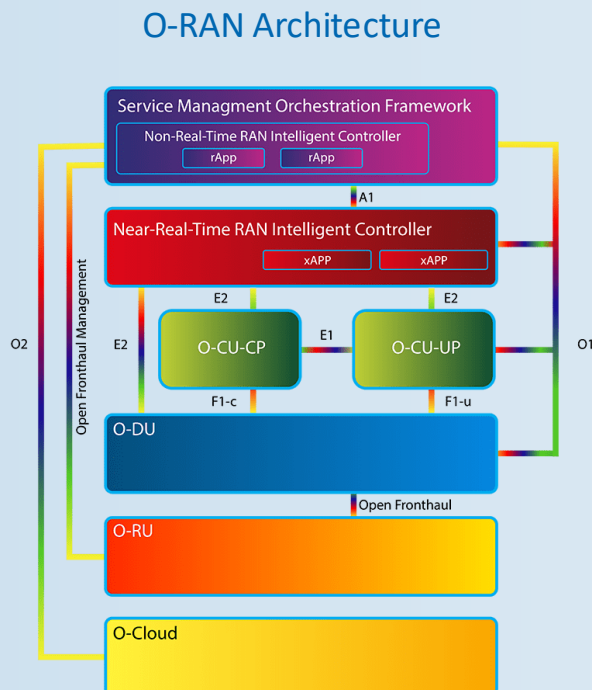 O-RAN Architecture
Service Managment Orchestration Framework
Non-Real-Time RAN Intelligent Controller
rApp
rApp
A1
Near-Real-Time RAN Intelligent Controller
xAPP
xAPP
Open Fronthaul Management
O2
O1
E2
E2
E2
O-CU-CP
E1
O-CU-UP
F1-c
F1-u
O-DU
Open Fronthaul
O-RU
O-Cloud